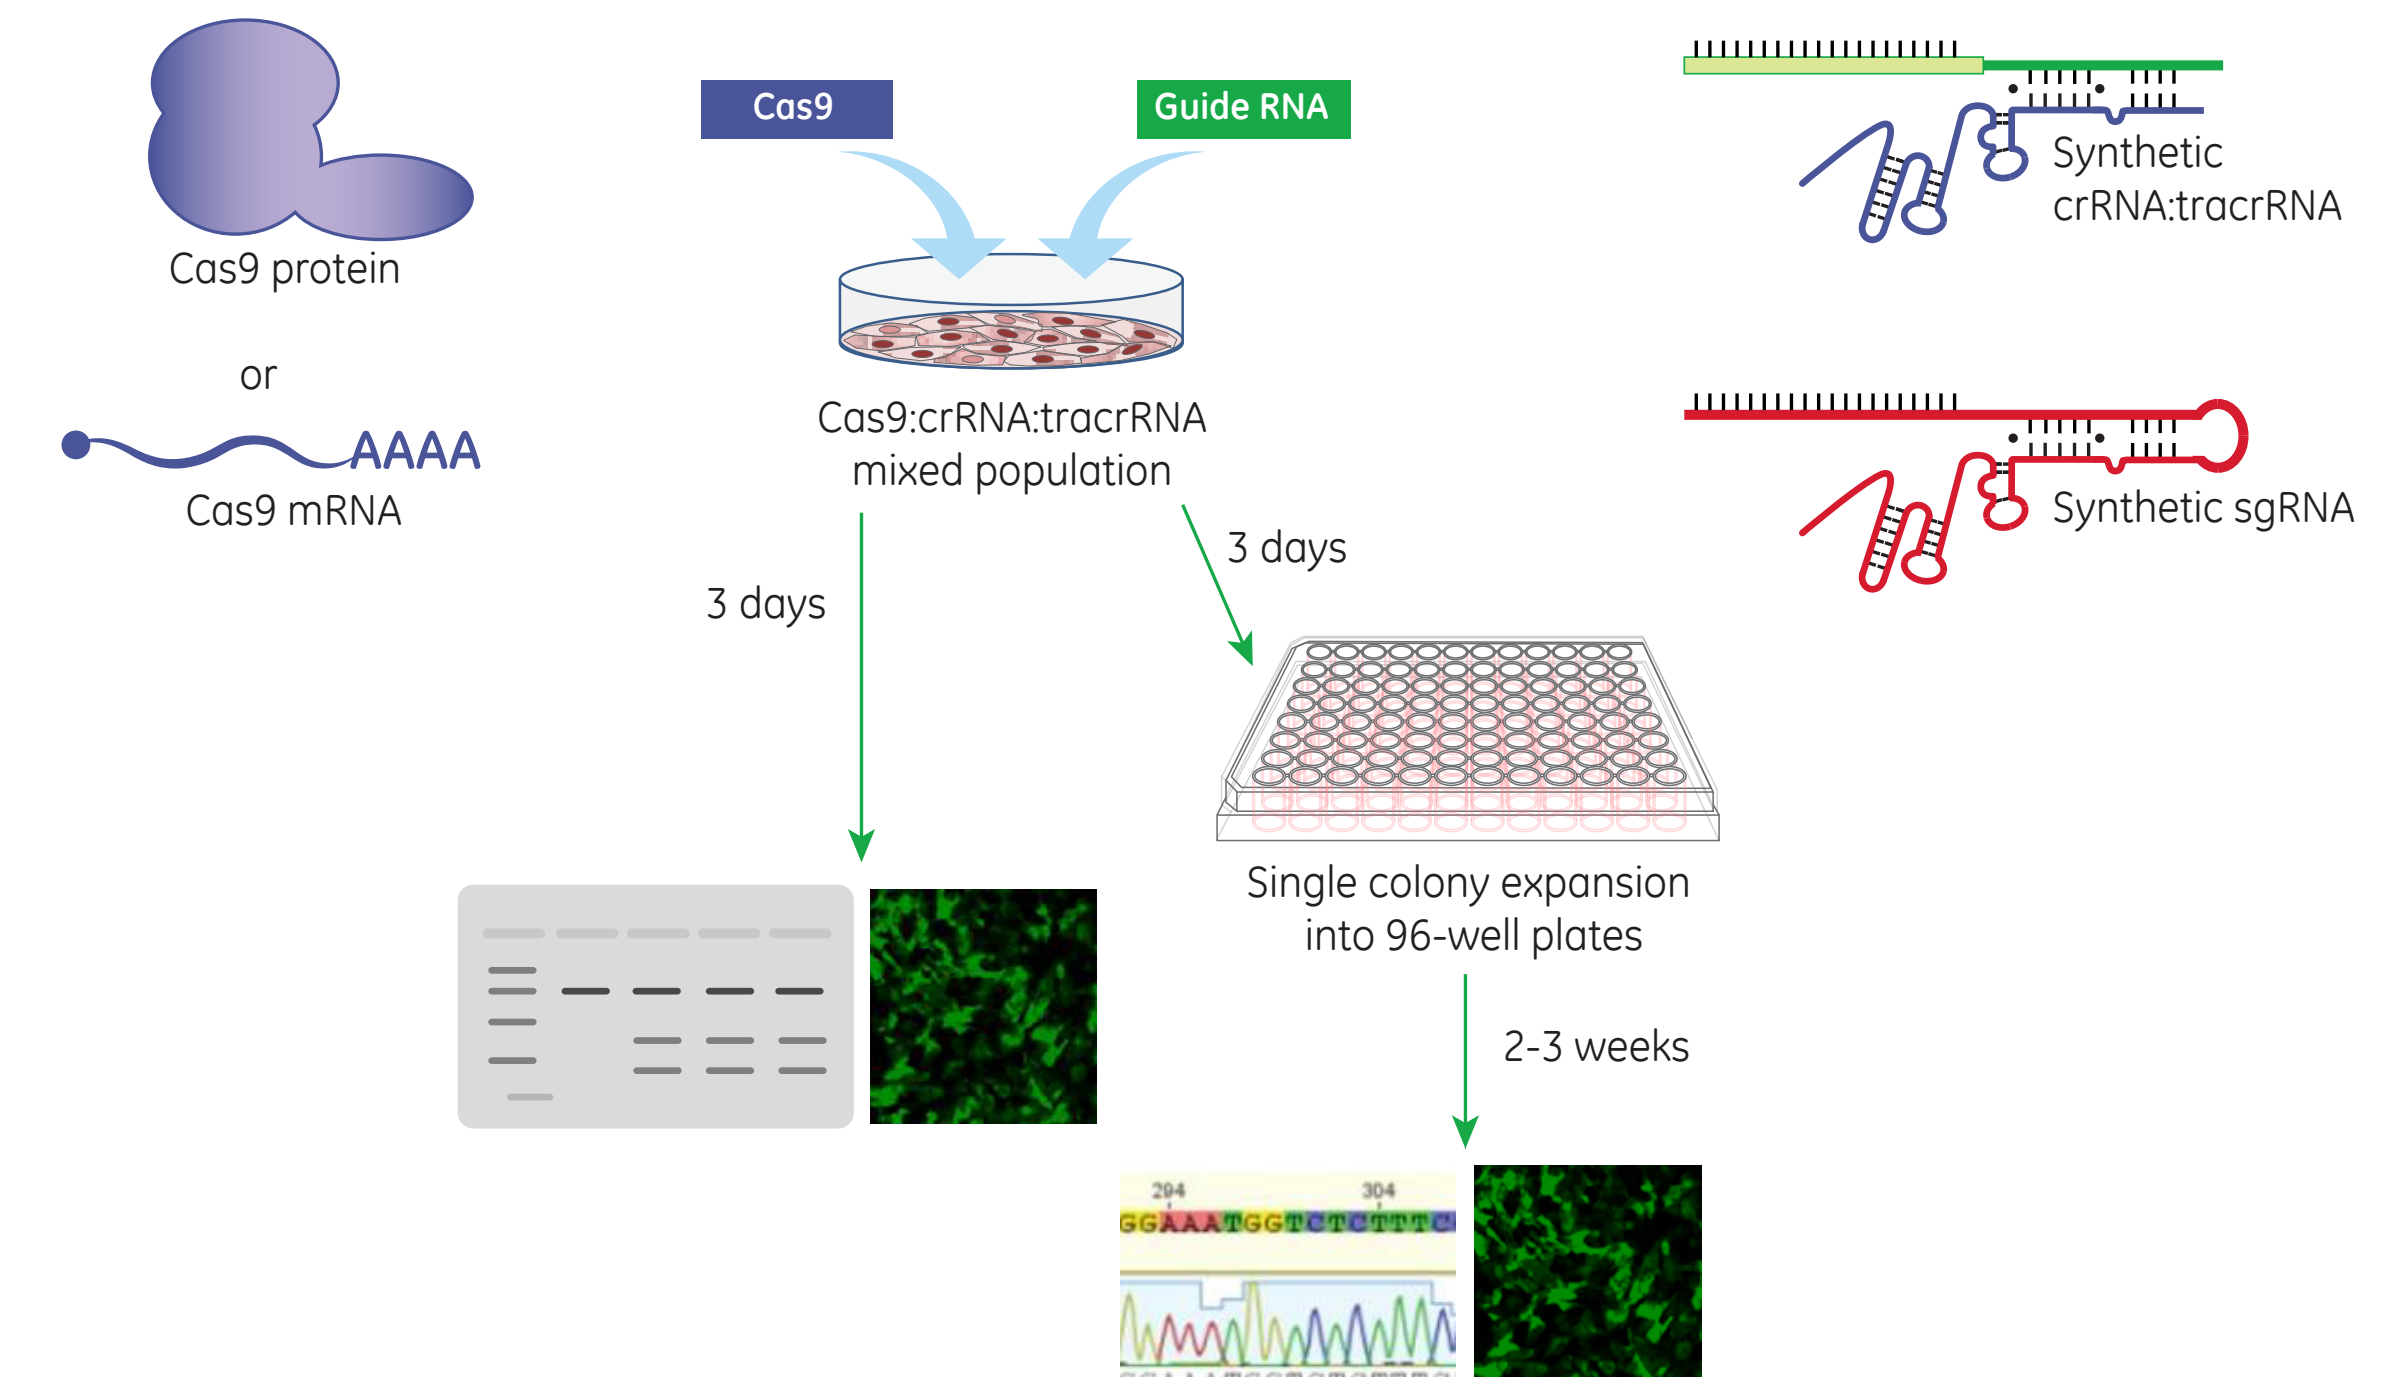 Cas9
Guide RNA
Cas9 protein
or
AAAA
Cas9 mRNA
Synthetic
crRNA:tracrRNA
Synthetic sgRNA
Cas9:crRNA:tracrRNA
mixed population
3 days
3 days
Single colony expansion
into 96-well plates
2-3 weeks
294 304
GGAAATGGTCTCTTTC